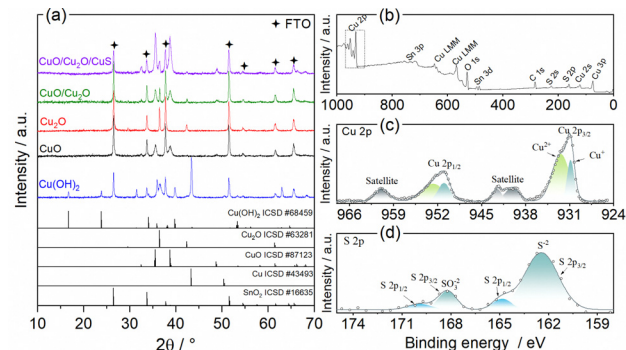 (a)
✦ FTO
CuO/Cu₂O/CuS
CuO/Cu₂O
Cu₂O
CuO
Cu(OH)₂
Cu(OH)₂ ICSD #68459
Cu₂O ICSD #63281
CuO ICSD #87123
Cu ICSD #43493
SnO₂ ICSD #16635
Intensity / a.u.
10 20 30 40 50 60 70
2θ / °
(b)
Cu 2p
Sn 3p
Cu LMM
Cu LMM
O 1s
Sn 3d
C 1s
S 2s
S 2p
Cu 2s
Cu 3p
Intensity / a.u.
1000 800 600 400 200 0
Cu 2p
(c)
Cu 2p₃/₂
Cu²⁺
Cu⁺
Cu 2p₁/₂
Satellite
Satellite
966 959 952 945 938 931 924
S 2p
(d)
S⁻²
S 2p₃/₂
S 2p₃/₂
SO₃⁻²
S 2p₁/₂
S 2p₁/₂
Intensity / a.u.
174 171 168 165 162 159
Binding energy / eV